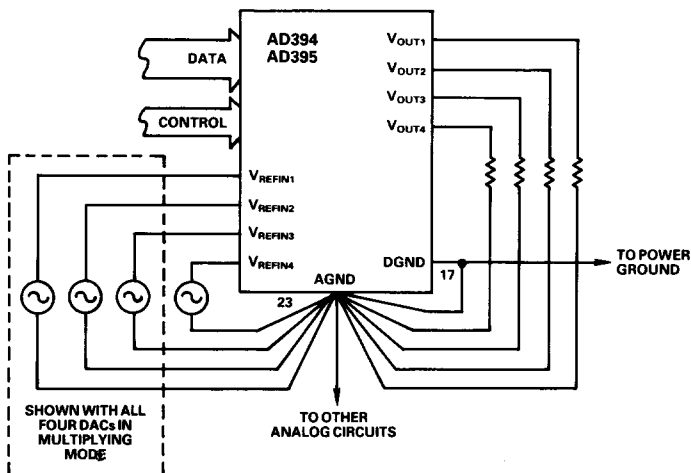 AD394
AD395
DATA
CONTROL
VOUT1
VOUT2
VOUT3
VOUT4
VREFIN1
VREFIN2
VREFIN3
VREFIN4
DGND
17
AGND
23
TO POWER
GROUND
TO OTHER
ANALOG CIRCUITS
SHOWN WITH ALL
FOUR DACs IN
MULTIPLYING
MODE